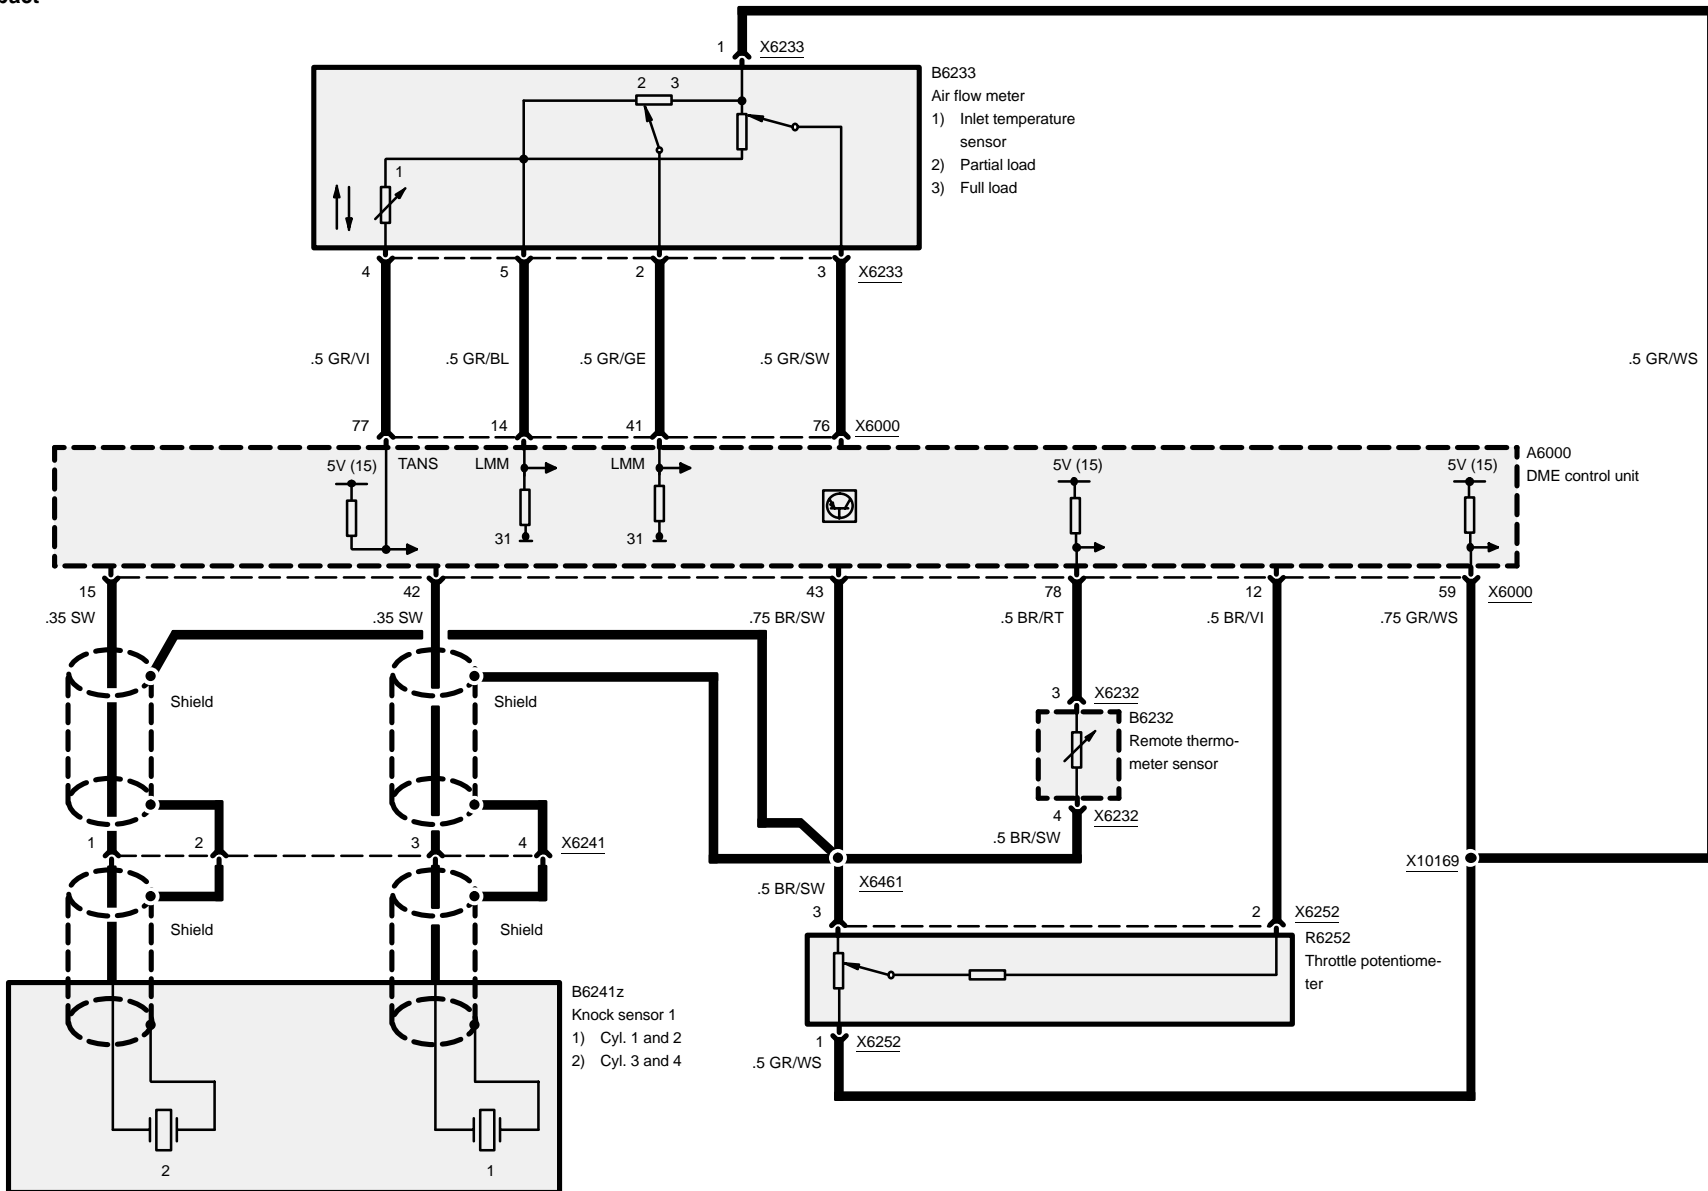 1 X6233
B6233
Air flow meter
1) Inlet temperature
sensor
2) Partial load
3) Full load
2 3
1
4 5 2 3 X6233
.5 GR/VI .5 GR/BL .5 GR/GE .5 GR/SW .5 GR/WS
77 14 41 76 X6000
A6000
DME control unit
5V (15) TANS LMM LMM 5V (15) 5V (15)
31 31
15 42 43 78 12 59 X6000
.35 SW .35 SW .75 BR/SW .5 BR/RT .5 BR/VI .75 GR/WS
Shield Shield
3 X6232
B6232
Remote thermo-
meter sensor
4 X6232
.5 BR/SW
1 2 3 4 X6241
X10169
X6461
.5 BR/SW
3 2 X6252
R6252
Throttle potentiome-
ter
Shield Shield
B6241z
Knock sensor 1
1) Cyl. 1 and 2
2) Cyl. 3 and 4
1 X6252
.5 GR/WS
2 1